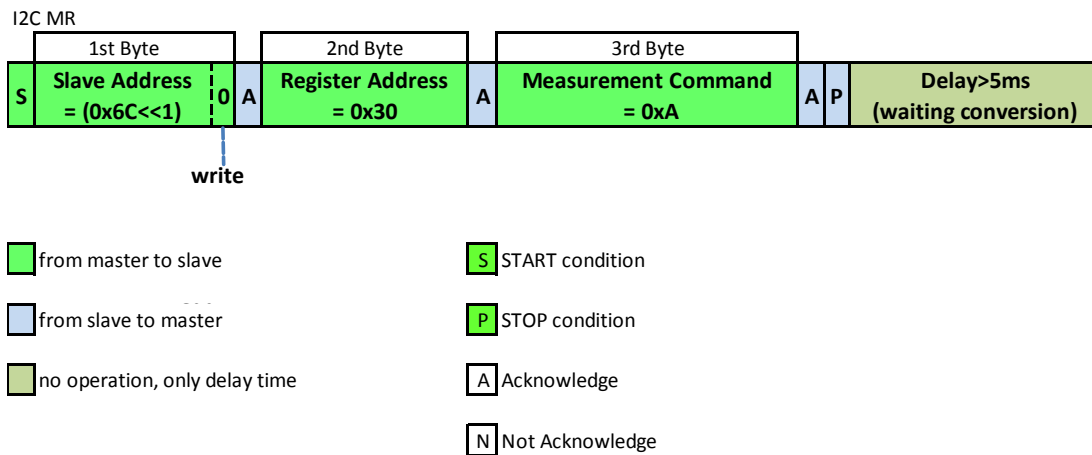 I2C MR
1st Byte 2nd Byte 3rd Byte
S Slave Address 0 A Register Address A Measurement Command A P Delay>5ms
= (0x6C<<1) = 0x30 = 0xA (waiting conversion)
write
from master to slave S START condition
from slave to master P STOP condition
no operation, only delay time A Acknowledge
N Not Acknowledge